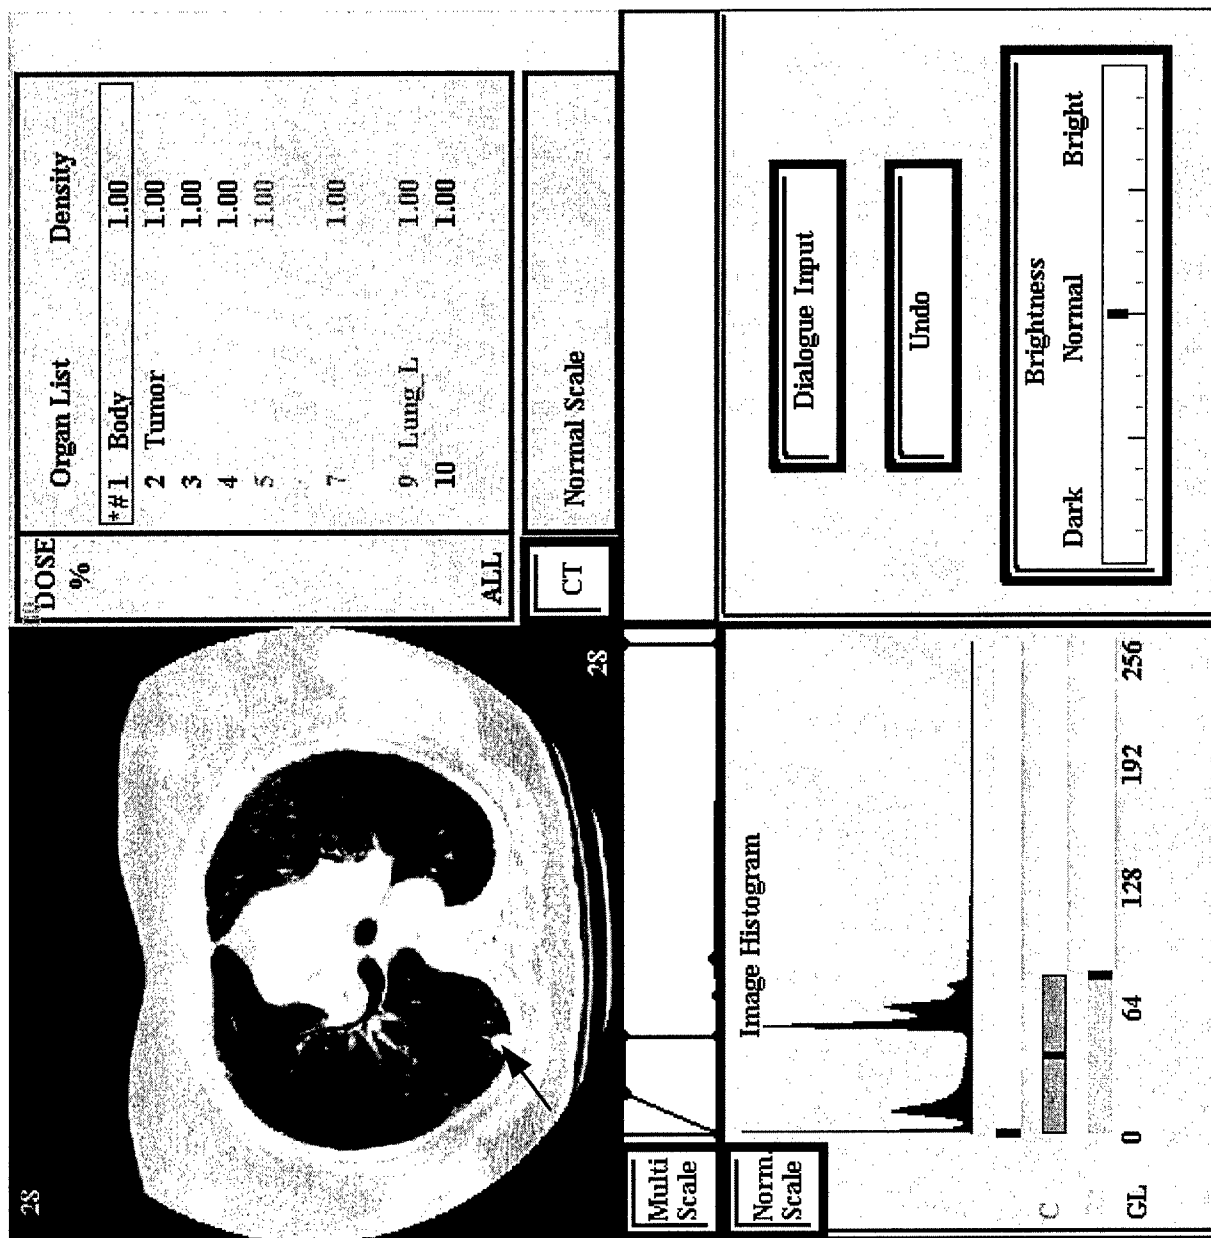 28
28
DOSE
%
ALL
Organ List Density
*#1 Body 1.00
2 Tumor 1.00
3 1.00
4 1.00
5 1.00
7 1.00
9 Lung_L 1.00
10 1.00
CT
Normal Scale
Multi
Scale
Norm.
Scale
Image Histogram
C
GL 0 64 128 192 256
Dialogue Input
Undo
Brightness
Dark Normal Bright